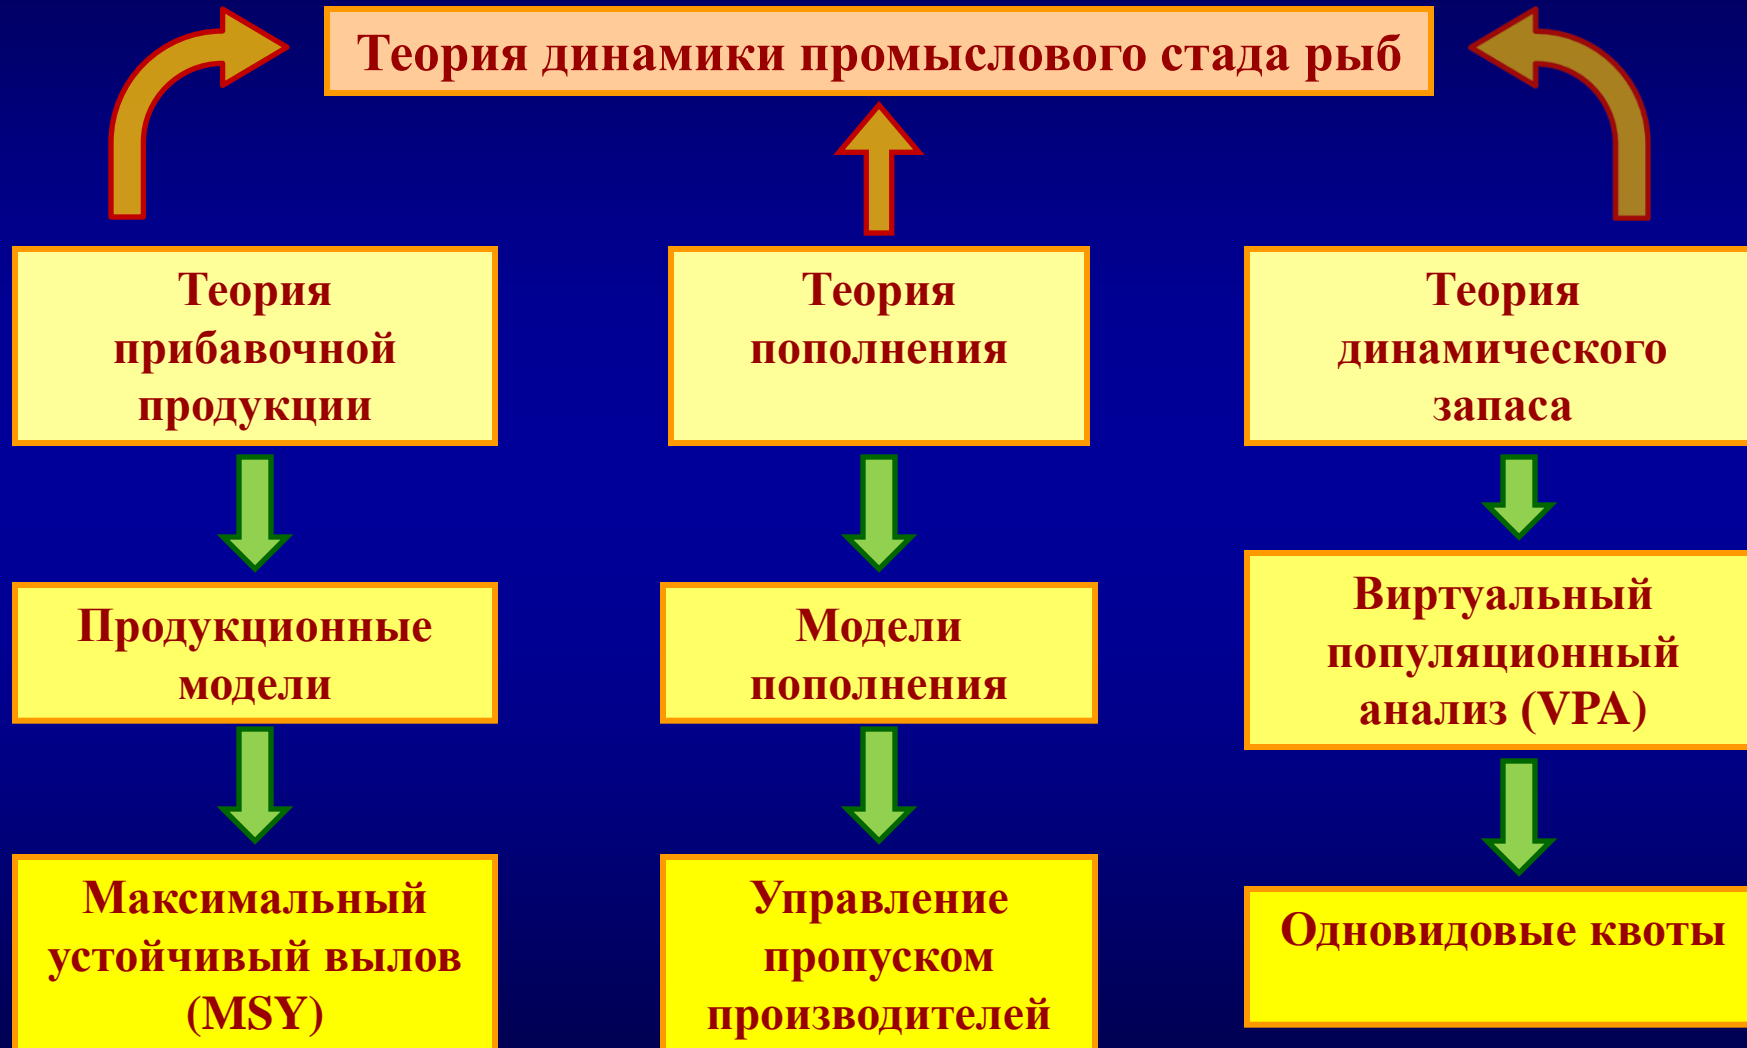 Теория динамики промыслового стада рыб
Теория
прибавочной
продукции
Теория
пополнения
Теория
динамического
запаса
Продукционные
модели
Модели
пополнения
Виртуальный
популяционный
анализ (VPA)
Максимальный
устойчивый вылов
(MSY)
Управление
пропуском
производителей
Одновидовые квоты